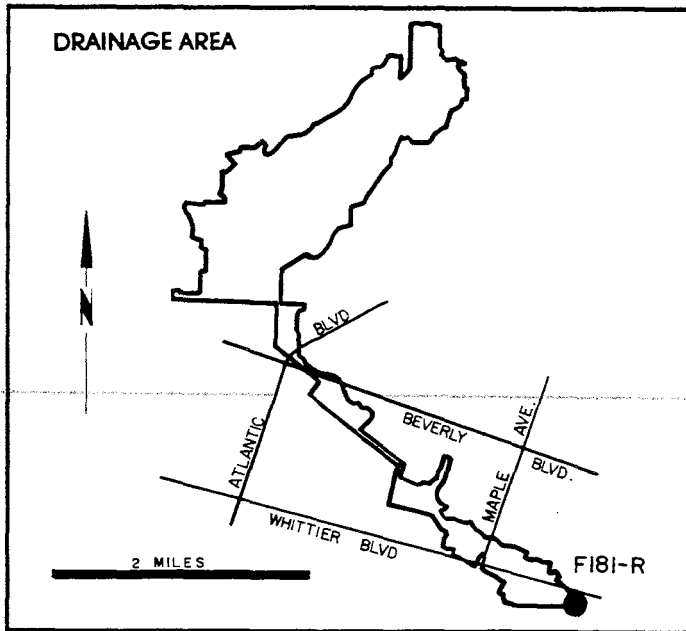 DRAINAGE AREA
N
BLVD
BEVERLY BLVD.
ATLANTIC
MAPLE AVE.
WHITTIER BLVD
2 MILES
F181-R